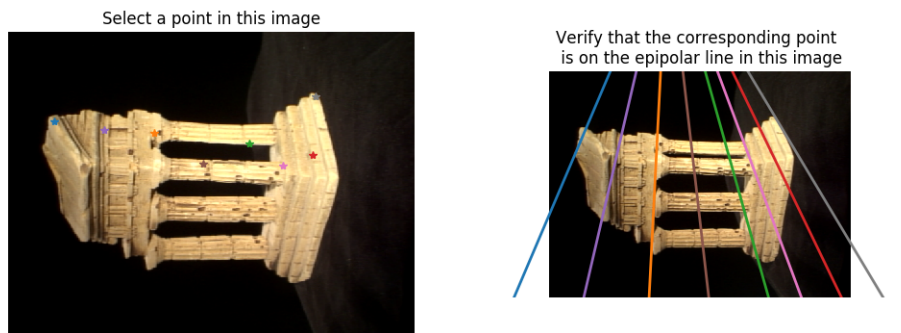 Select a point in this image
Verify that the corresponding point
is on the epipolar line in this image